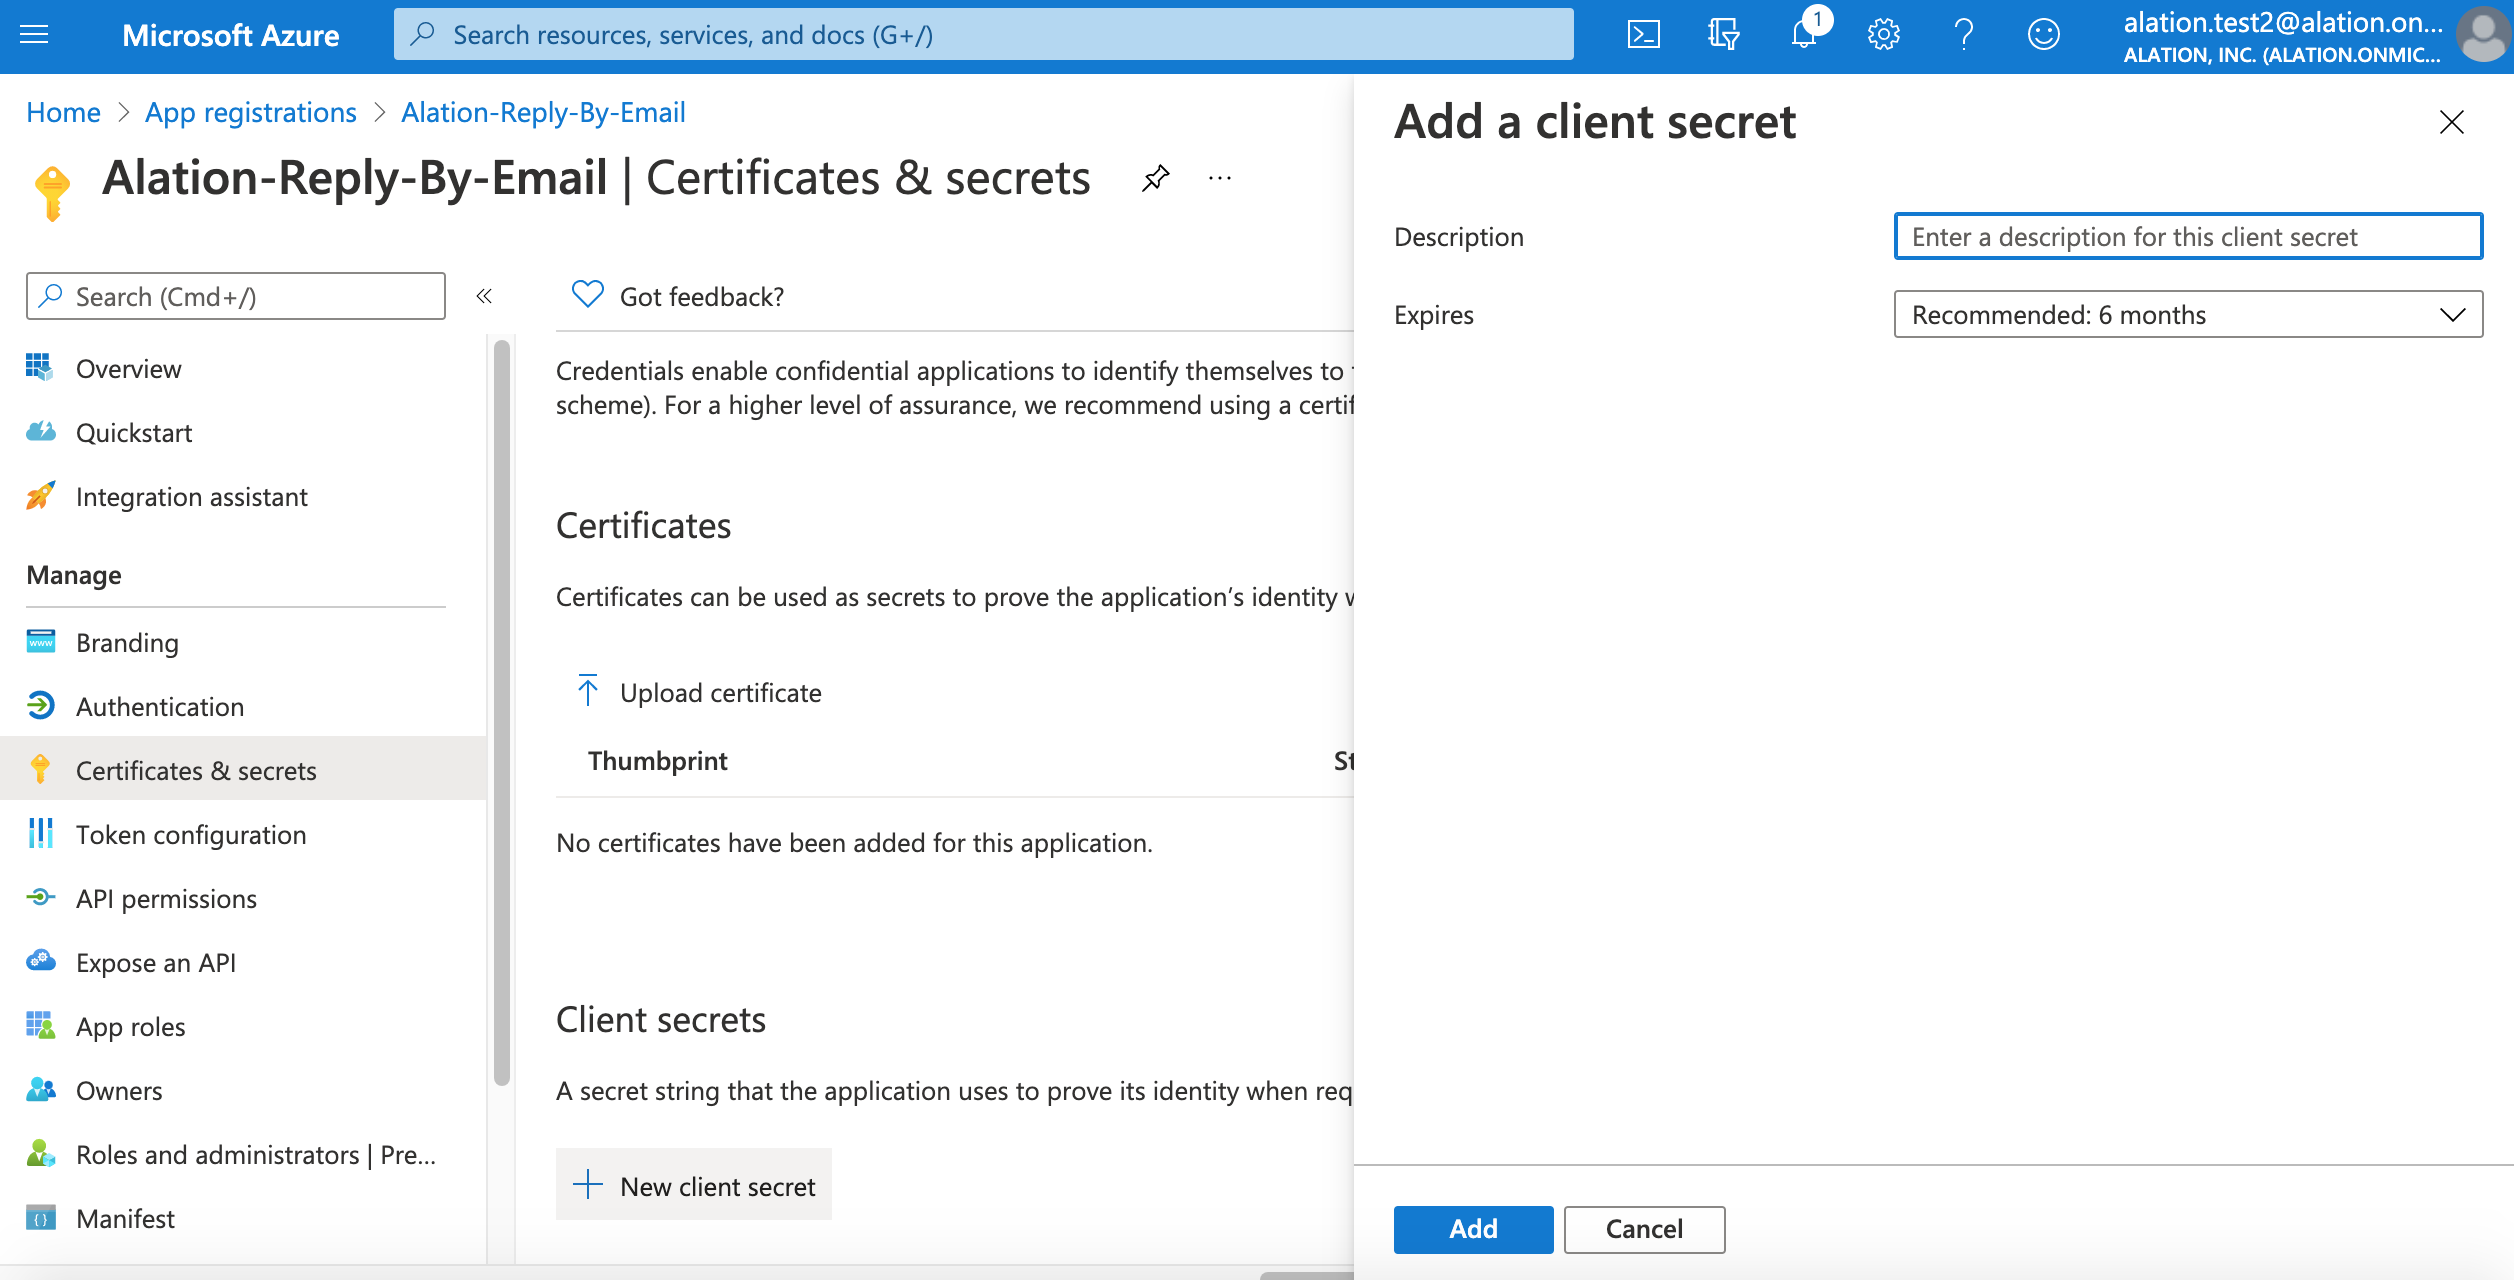 Microsoft Azure
Search resources, services, and docs (G+/)
1
alation.test2@alation.on...
ALATION, INC. (ALATION.ONMIC...
Home > App registrations > Alation-Reply-By-Email
Alation-Reply-By-Email | Certificates & secrets
...
Search (Cmd+/)
«
Overview
Quickstart
Integration assistant
Manage
Branding
Authentication
Certificates & secrets
Token configuration
API permissions
Expose an API
App roles
Owners
Roles and administrators | Pre...
Manifest
Got feedback?
Credentials enable confidential applications to identify themselves to
scheme). For a higher level of assurance, we recommend using a certif
Certificates
Certificates can be used as secrets to prove the application's identity w
Upload certificate
Thumbprint St
No certificates have been added for this application.
Client secrets
A secret string that the application uses to prove its identity when req
New client secret
Add a client secret
Description
Enter a description for this client secret
Expires
Recommended: 6 months
Add
Cancel